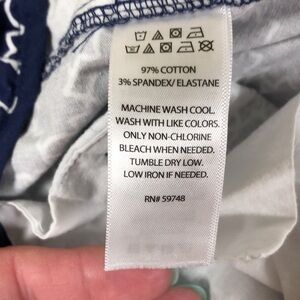 97% COTTON
3% SPANDEX/ ELASTANE
MACHINE WASH COOL.
WASH WITH LIKE COLORS.
ONLY NON-CHLORINE
BLEACH WHEN NEEDED.
TUMBLE DRY LOW.
LOW IRON IF NEEDED.
RN# 59748